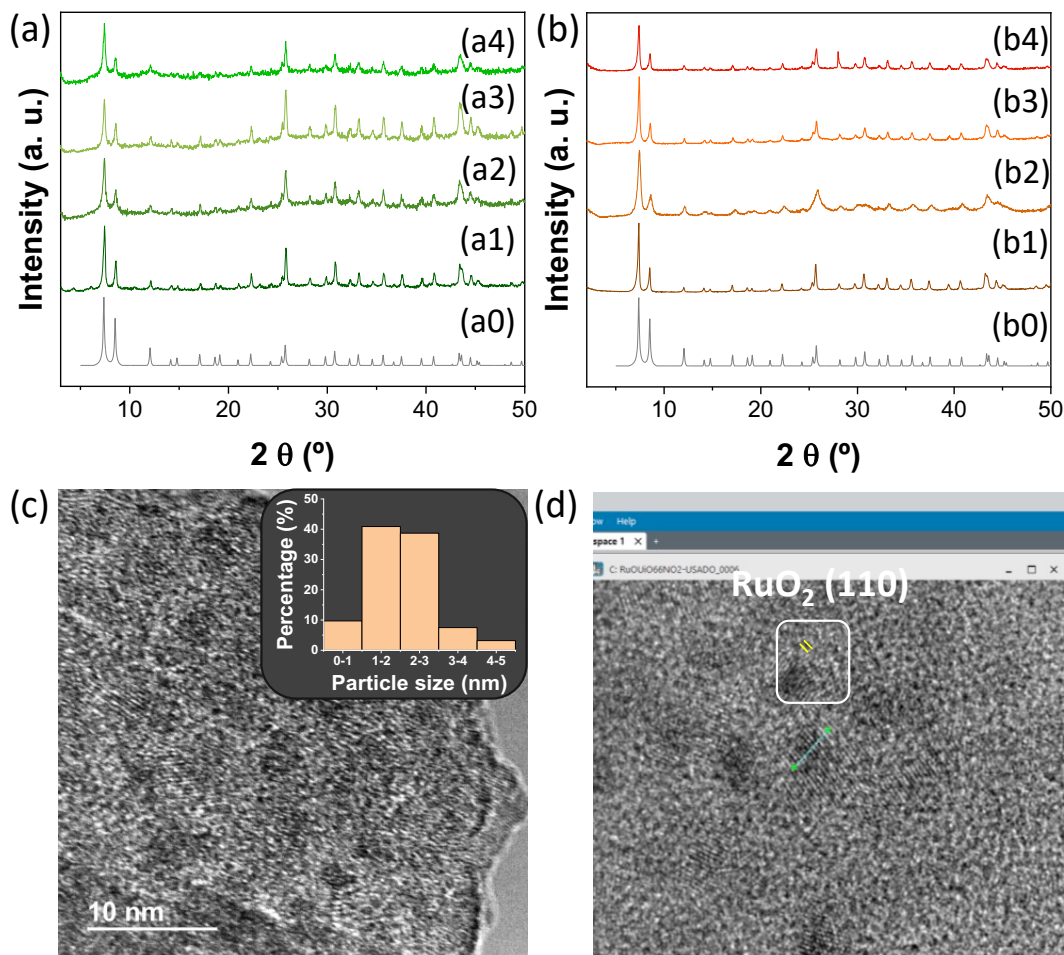 (a)
(a4)
(a3)
(a2)
(a1)
(a0)
Intensity (a. u.)
10 20 30 40 50
2 θ (º)
(b)
(b4)
(b3)
(b2)
(b1)
(b0)
Intensity (a. u.)
10 20 30 40 50
2 θ (º)
(c)
Percentage (%)
50
40
30
20
10
0
0-1 1-2 2-3 3-4 4-5
Particle size (nm)
10 nm
(d)
ow Help
space 1 X +
C: RuOUiO66NO2-USADO_0006
RuO₂ (110)